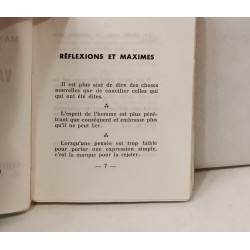 RÉFLEXIONS ET MAXIMES
Il est plus aisé de dire des choses
nouvelles que de concilier celles qui
qui ont été dites.
L'esprit de l'homme est plus péné-
trant que conséquent et embrasse plus
qu'il ne peut lier.
Lorsqu'une pensée est trop faible
pour porter une expression simple,
c'est la marque pour la rejeter.
— 7 —